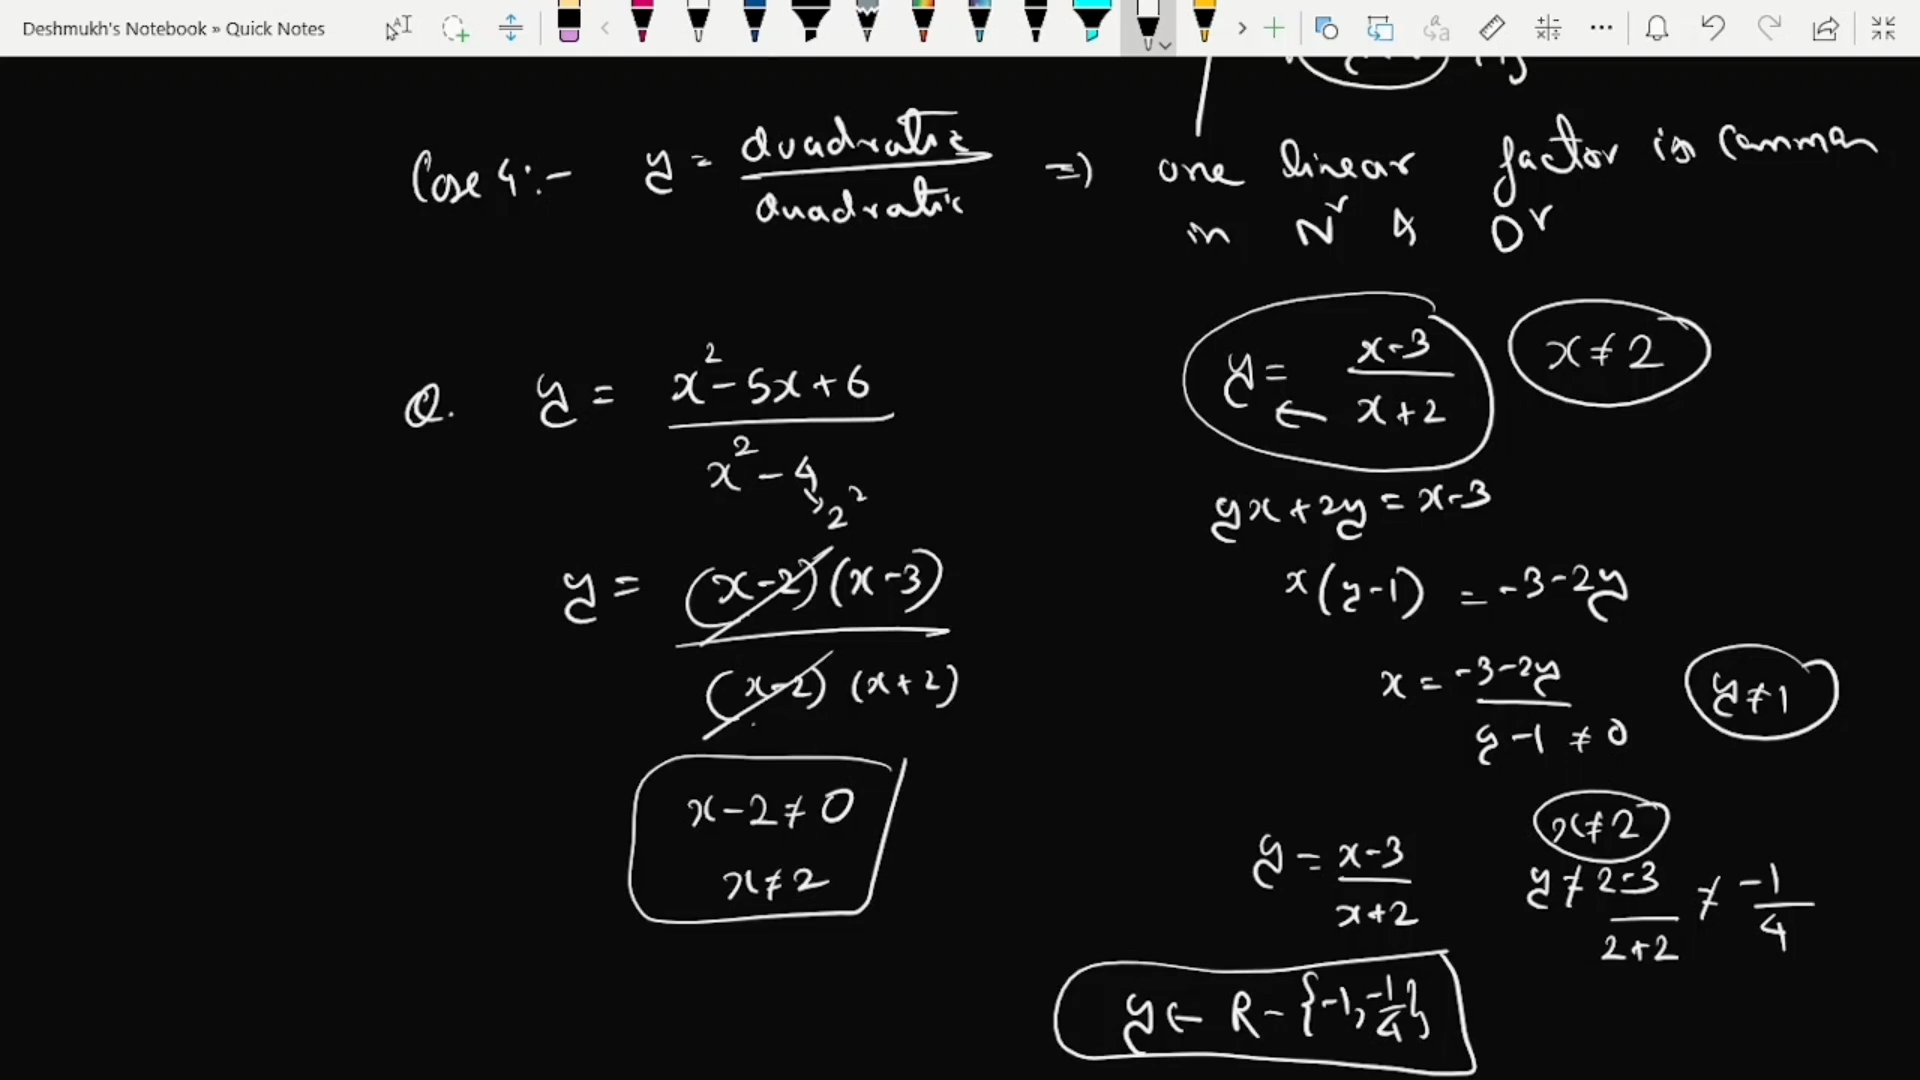 Deshmukh's Notebook » Quick Notes
Case 4:- y = Quadratic / Quadratic => one linear factor is common
in Nr & Dr
Q. y = x² - 5x + 6 / x² - 4
→ 2²
y = (x-2)(x-3) / (x-2)(x+2)
x-2 ≠ 0
x ≠ 2
y = x-3 / x+2 x ≠ 2
←
yx + 2y = x-3
x(y-1) = -3-2y
x = -3-2y / y-1 ≠ 0 y ≠ 1
x ≠ 2
y = x-3 / x+2 y ≠ 2-3 / 2+2 ≠ -1/4
y ∈ R - {-1, -1/4}